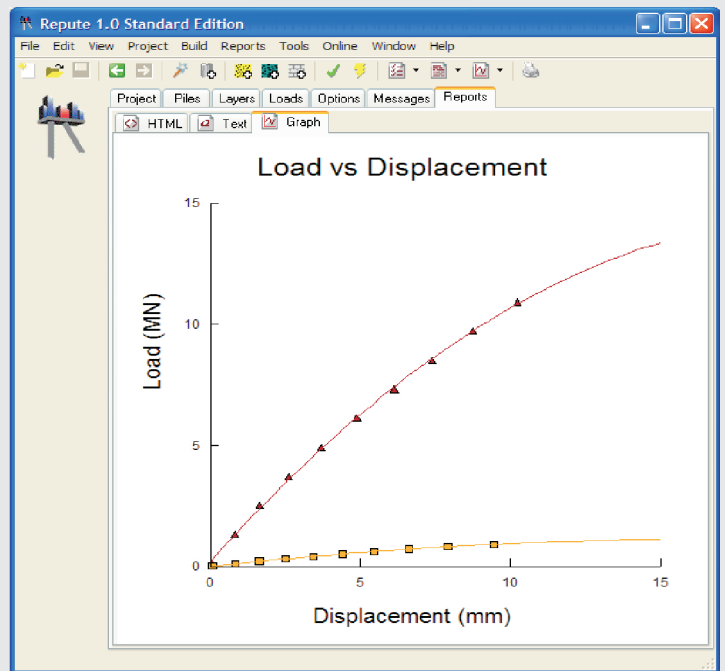 Repute 1.0 Standard Edition
File Edit View Project Build Reports Tools Online Window Help
Project Piles Layers Loads Options Messages Reports
HTML Text Graph
Load vs Displacement
15
10
5
0
Load (MN)
0 5 10 15
Displacement (mm)